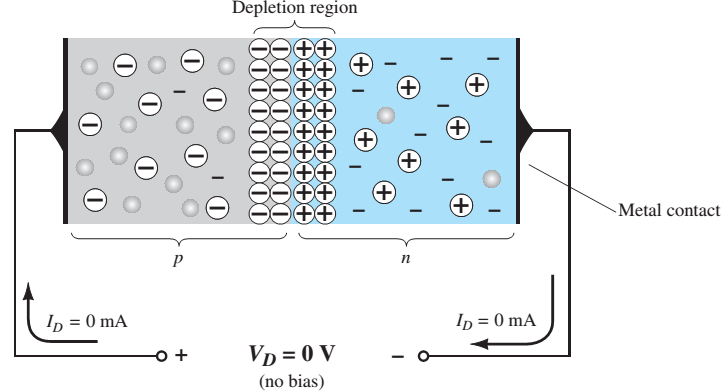 Depletion region
Metal contact
p
n
I_D = 0 mA
I_D = 0 mA
+ V_D = 0 V −
(no bias)